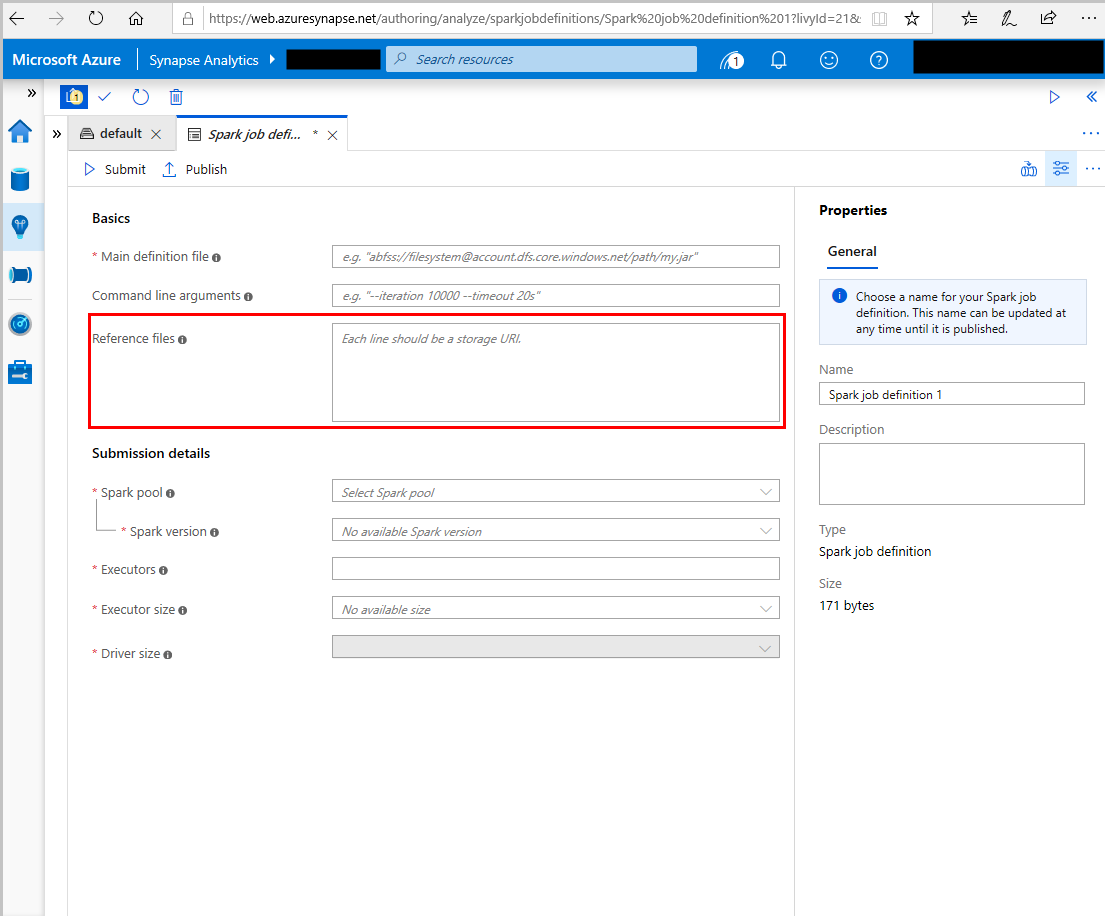 https://web.azuresynapse.net/authoring/analyze/sparkjobdefinitions/Spark%20job%20definition%201?livyId=21&
Microsoft Azure
Synapse Analytics
Search resources
1
1
default
Spark job defi... *
Submit
Publish
Basics
* Main definition file
e.g. "abfss://filesystem@account.dfs.core.windows.net/path/my.jar"
Command line arguments
e.g. "--iteration 10000 --timeout 20s"
Reference files
Each line should be a storage URI.
Submission details
* Spark pool
Select Spark pool
* Spark version
No available Spark version
* Executors
* Executor size
No available size
* Driver size
Properties
General
Choose a name for your Spark job
definition. This name can be updated at
any time until it is published.
Name
Spark job definition 1
Description
Type
Spark job definition
Size
171 bytes